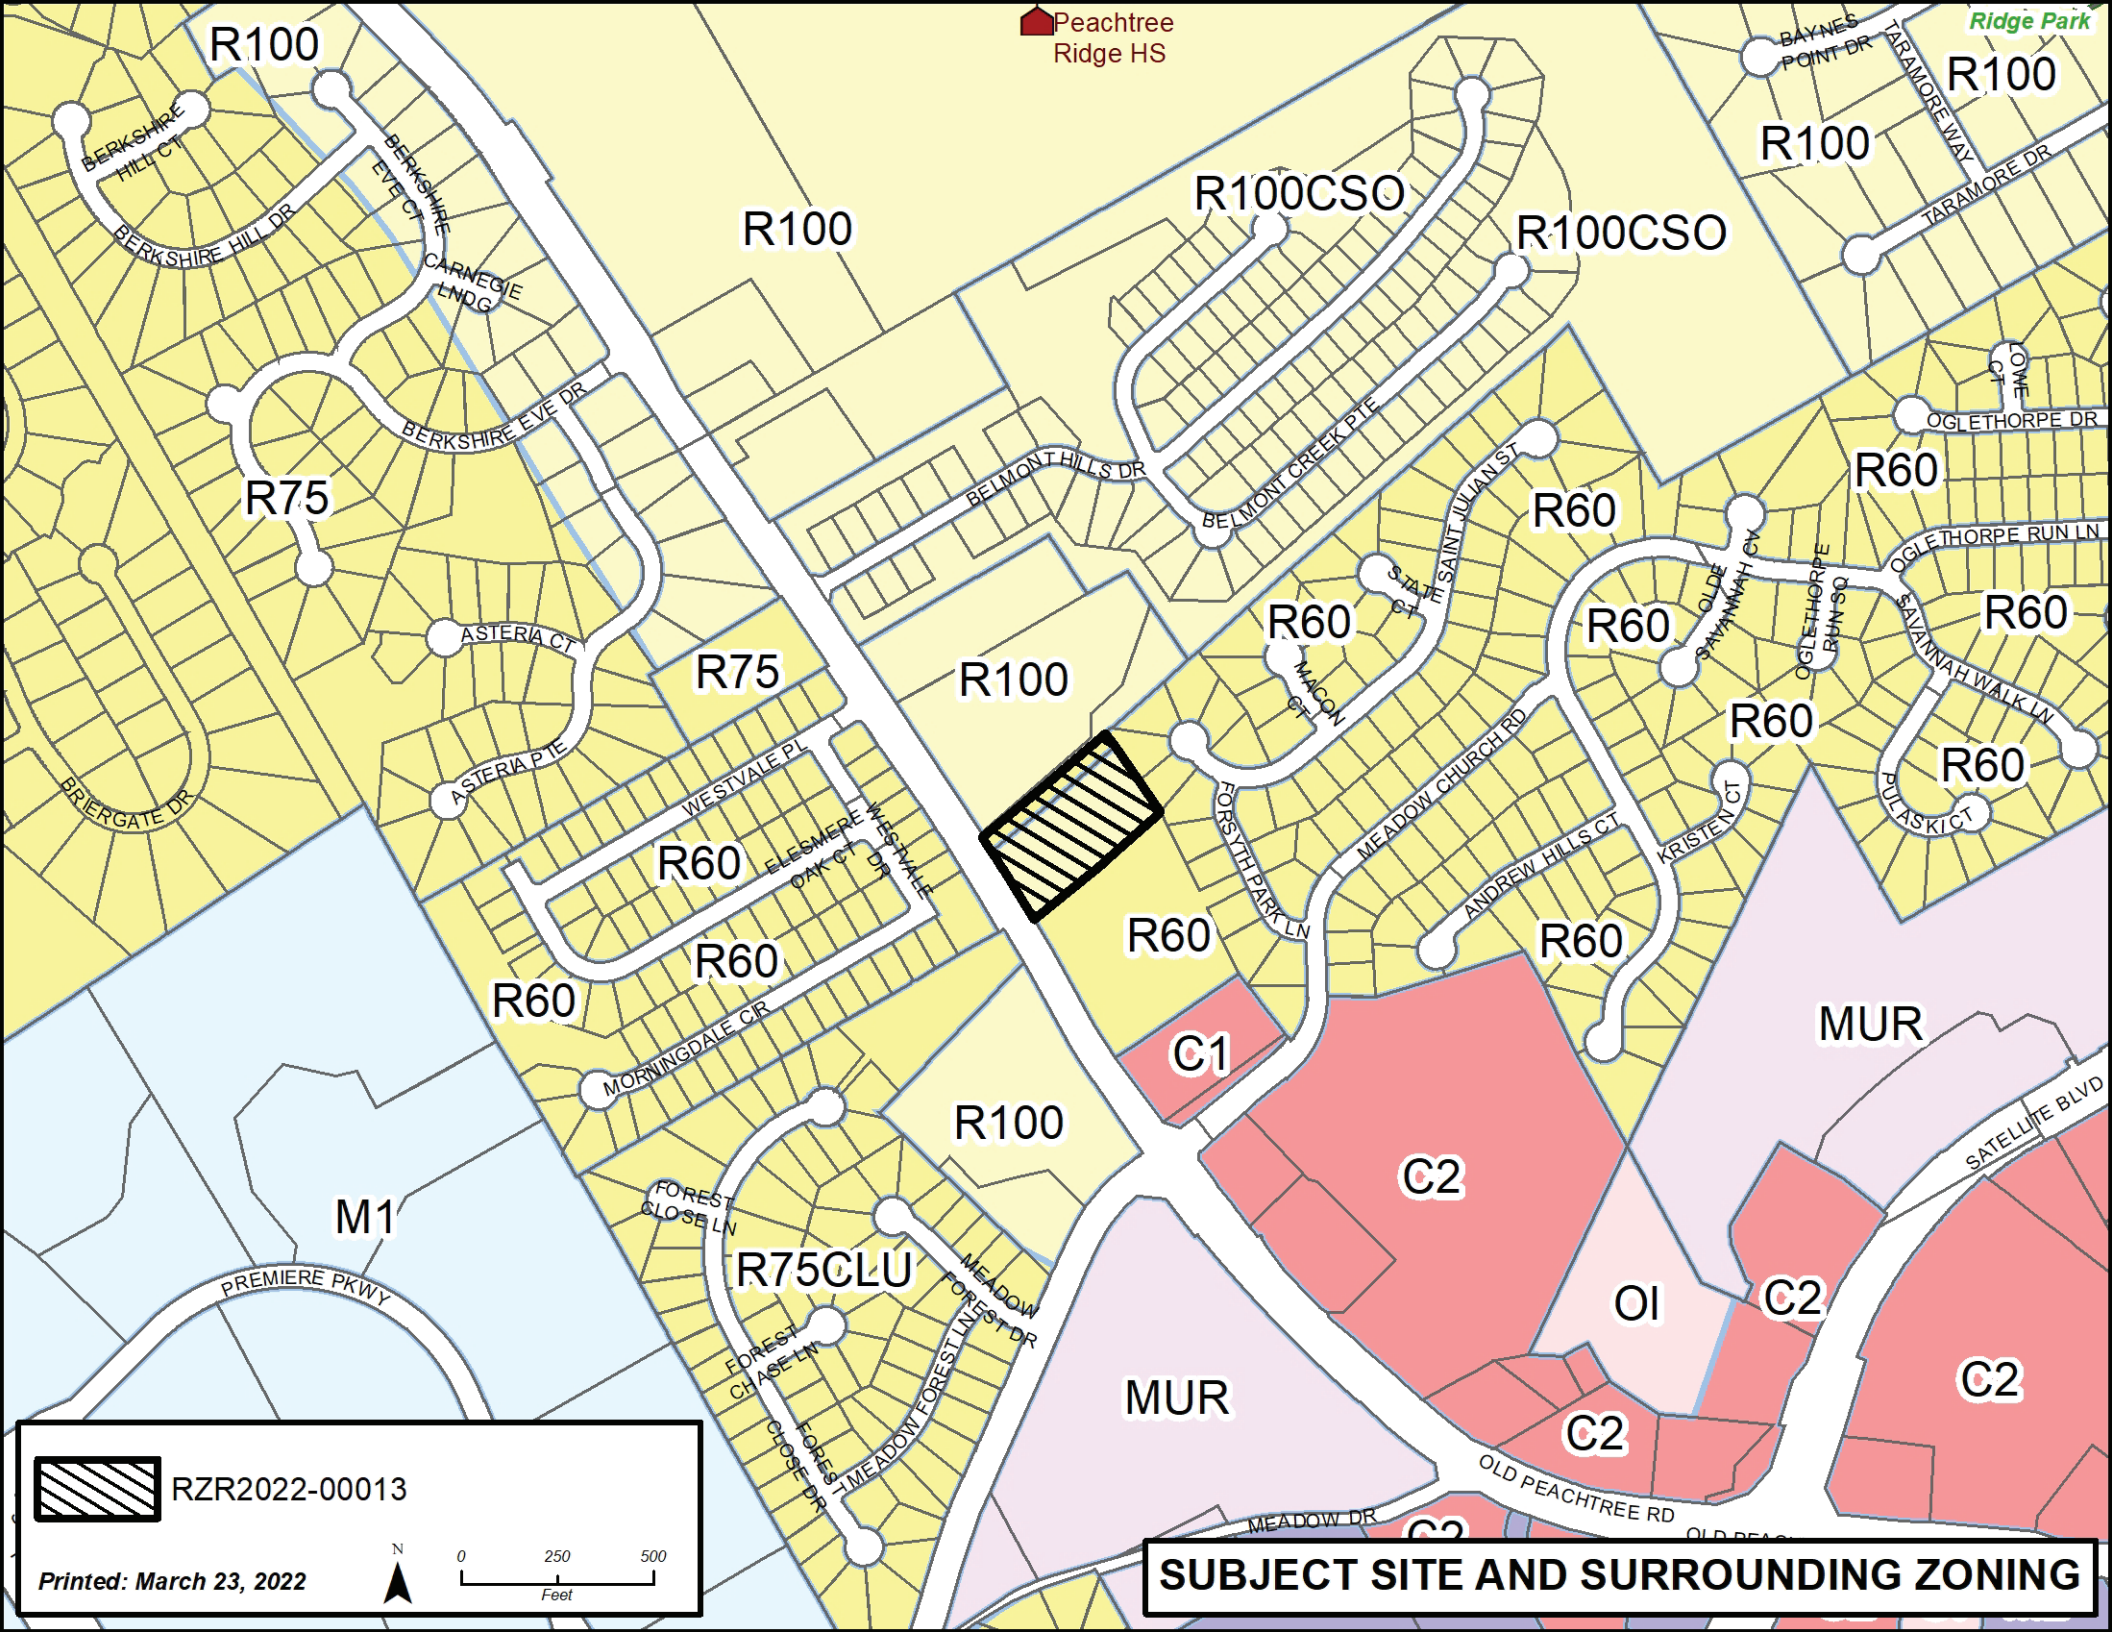 Peachtree
Ridge HS
Ridge Park
R100
BERKSHIRE
HILL CT
BERKSHIRE HILL DR
BERKSHIRE
EVE CT
CARNEGIE
LNDG
BERKSHIRE EVE DR
R75
R100
R100CSO
R100CSO
BAYNES
POINT DR
TARAMORE WAY
R100
R100
TARAMORE DR
LOWE
CT
OGLETHORPE DR
R60
OGLETHORPE RUN LN
BELMONT HILLS DR
BELMONT CREEK PTE
SAINT JULIAN ST
R60
STATE
CT
R60
MACON
CT
R60
OLDE
SAVANNAH CV
OGLETHORPE
RUN SQ
SAVANNAH WALK LN
R60
R60
R60
PULASKI CT
ASTERIA CT
R75
R100
ASTERIA PTE
BRIERGATE DR
WESTVALE PL
WESTVALE
DR
ELESMERE
OAK CT
R60
R60
R60
MORNINGDALE CIR
FORSYTH PARK LN
MEADOW CHURCH RD
ANDREW HILLS CT
KRISTEN CT
R60
R60
MUR
C1
R100
C2
SATELLITE BLVD
M1
PREMIERE PKWY
FOREST
CLOSE LN
R75CLU
MEADOW
FOREST DR
FOREST
CHASE LN
MEADOW FOREST LN
FOREST
CLOSE DR
OI
C2
C2
MUR
C2
OLD PEACHTREE RD
MEADOW DR
C2
RZR2022-00013
Printed: March 23, 2022
N
0 250 500
Feet
SUBJECT SITE AND SURROUNDING ZONING